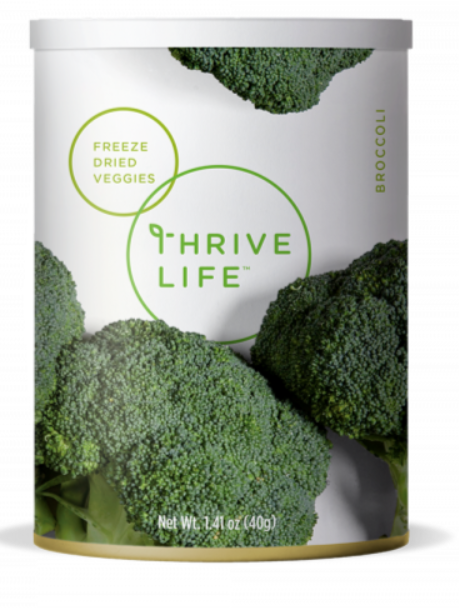 FREEZE
DRIED
VEGGIES
THRIVE
LIFE™
BROCCOLI
Net Wt. 1.41 oz (40g)